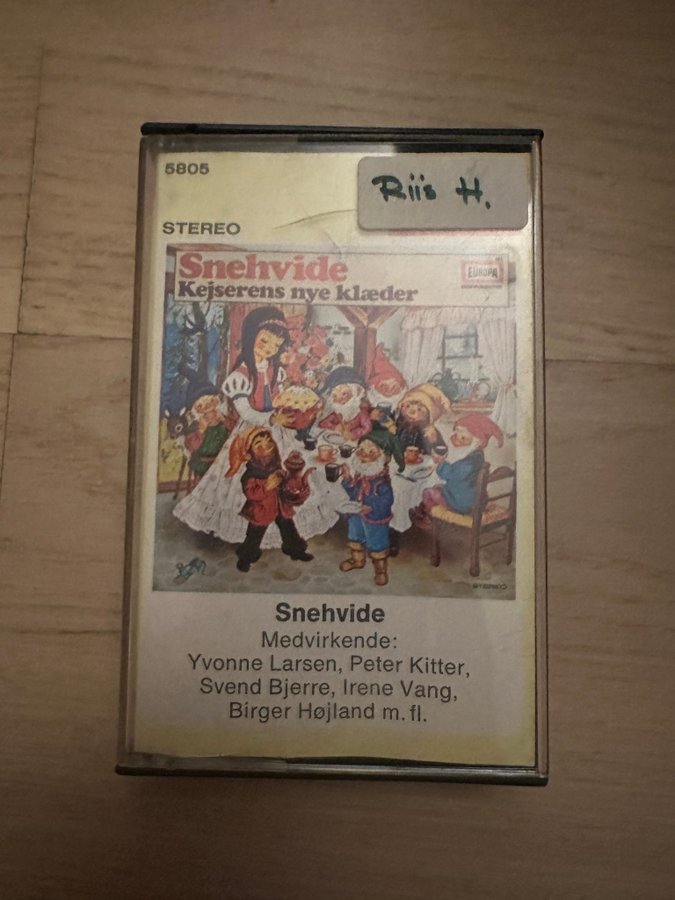 5805
Riis H.
STEREO
Snehvide
EUROPA
Kejserens nye klæder
Snehvide
Medvirkende:
Yvonne Larsen, Peter Kitter,
Svend Bjerre, Irene Vang,
Birger Højland m. fl.